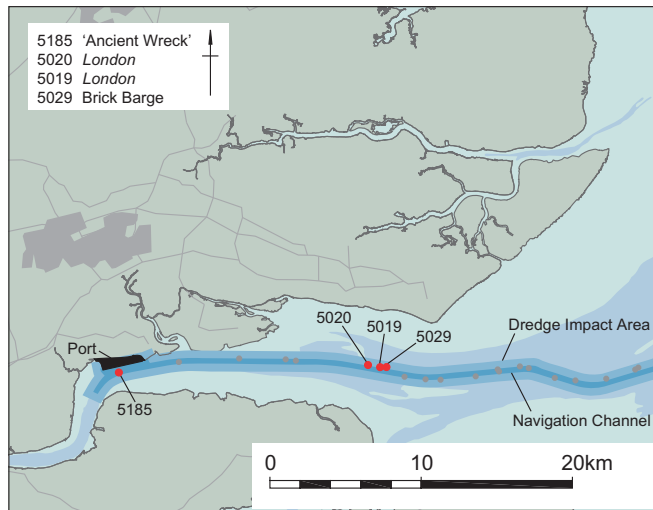 5185 ‘Ancient Wreck’
5020 London
5019 London
5029 Brick Barge
5020
5019
5029
Dredge Impact Area
Port
5185
Navigation Channel
0 10 20km